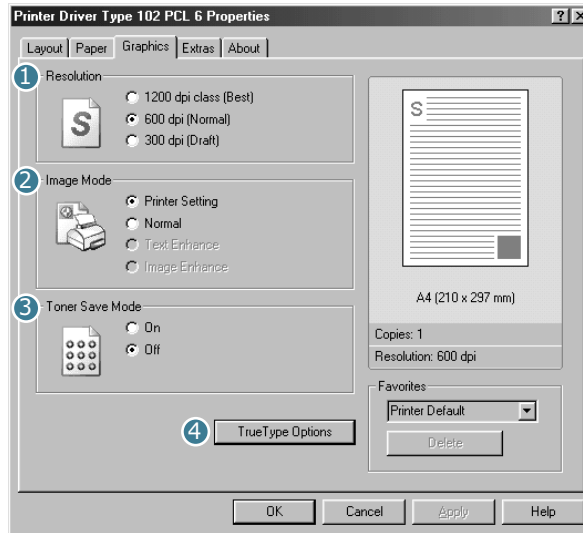 Printer Driver Type 102 PCL 6 Properties
Layout Paper Graphics Extras About
1 Resolution
S
1200 dpi class (Best)
600 dpi (Normal)
300 dpi (Draft)
2 Image Mode
Printer Setting
Normal
Text Enhance
Image Enhance
3 Toner Save Mode
On
Off
4 TrueType Options
S
A4 (210 x 297 mm)
Copies: 1
Resolution: 600 dpi
Favorites
Printer Default
Delete
OK Cancel Apply Help